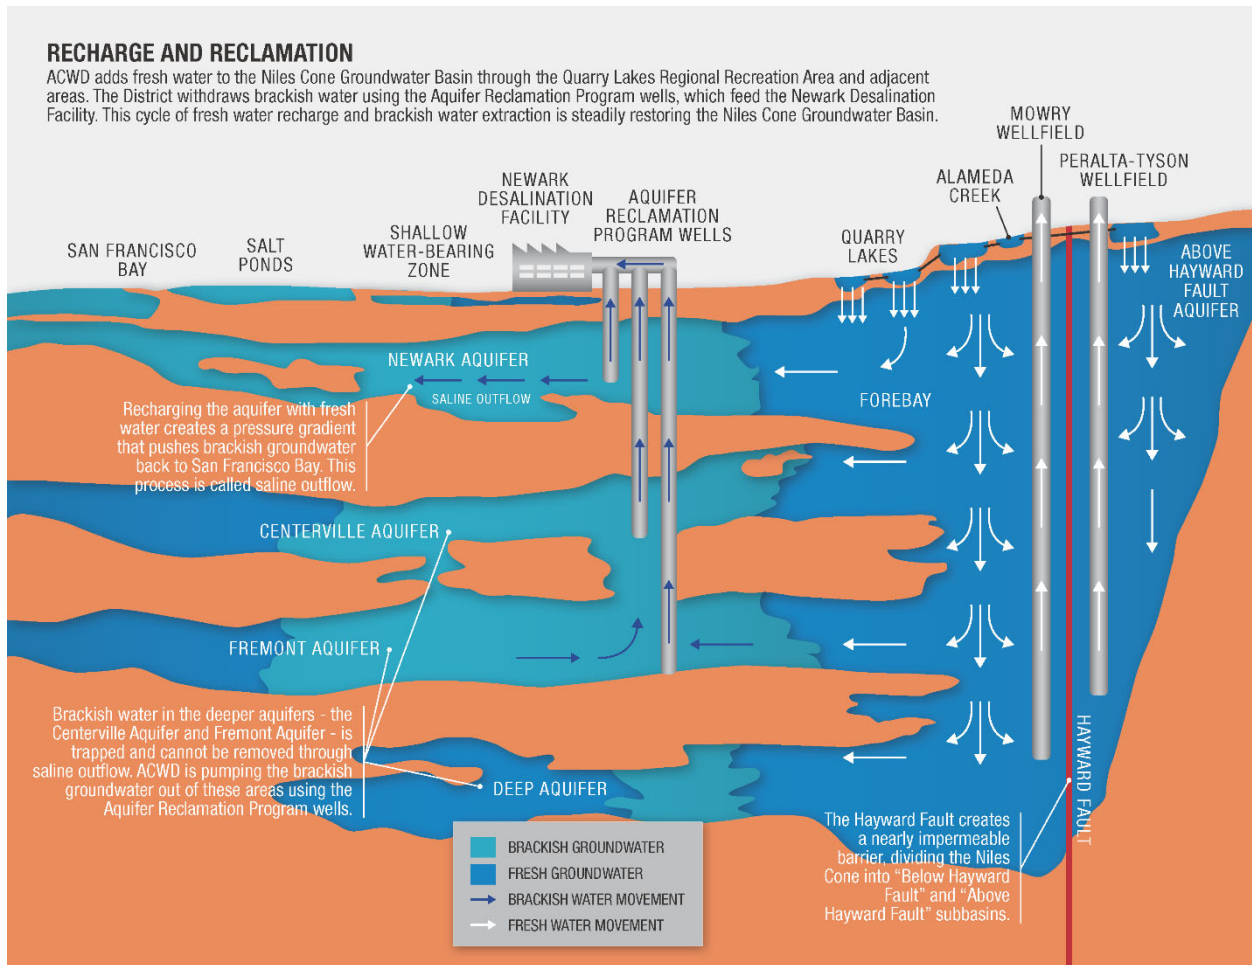 RECHARGE AND RECLAMATION
ACWD adds fresh water to the Niles Cone Groundwater Basin through the Quarry Lakes Regional Recreation Area and adjacent
areas. The District withdraws brackish water using the Aquifer Reclamation Program wells, which feed the Newark Desalination
Facility. This cycle of fresh water recharge and brackish water extraction is steadily restoring the Niles Cone Groundwater Basin.
MOWRY
WELLFIELD
PERALTA-TYSON
WELLFIELD
ALAMEDA
CREEK
NEWARK
DESALINATION
FACILITY
AQUIFER
RECLAMATION
PROGRAM WELLS
SAN FRANCISCO
BAY
SALT
PONDS
SHALLOW
WATER-BEARING
ZONE
QUARRY
LAKES
ABOVE
HAYWARD
FAULT
AQUIFER
NEWARK AQUIFER
SALINE OUTFLOW
FOREBAY
Recharging the aquifer with fresh
water creates a pressure gradient
that pushes brackish groundwater
back to San Francisco Bay. This
process is called saline outflow.
CENTERVILLE AQUIFER
FREMONT AQUIFER
Brackish water in the deeper aquifers - the
Centerville Aquifer and Fremont Aquifer - is
trapped and cannot be removed through
saline outflow. ACWD is pumping the brackish
groundwater out of these areas using the
Aquifer Reclamation Program wells.
DEEP AQUIFER
HAYWARD FAULT
The Hayward Fault creates
a nearly impermeable
barrier, dividing the Niles
Cone into “Below Hayward
Fault” and “Above
Hayward Fault” subbasins.
BRACKISH GROUNDWATER
FRESH GROUNDWATER
BRACKISH WATER MOVEMENT
FRESH WATER MOVEMENT